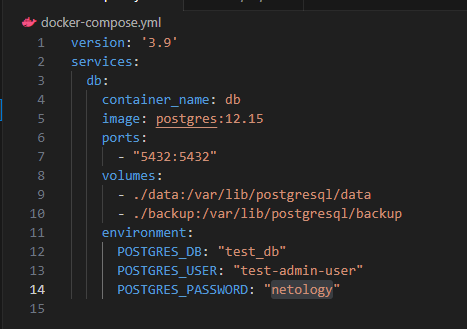 docker-compose.yml
1 version: '3.9'
2 services:
3   db:
4     container_name: db
5     image: postgres:12.15
6     ports:
7       - "5432:5432"
8     volumes:
9       - ./data:/var/lib/postgresql/data
10       - ./backup:/var/lib/postgresql/backup
11     environment:
12       POSTGRES_DB: "test_db"
13       POSTGRES_USER: "test-admin-user"
14       POSTGRES_PASSWORD: "netology"
15